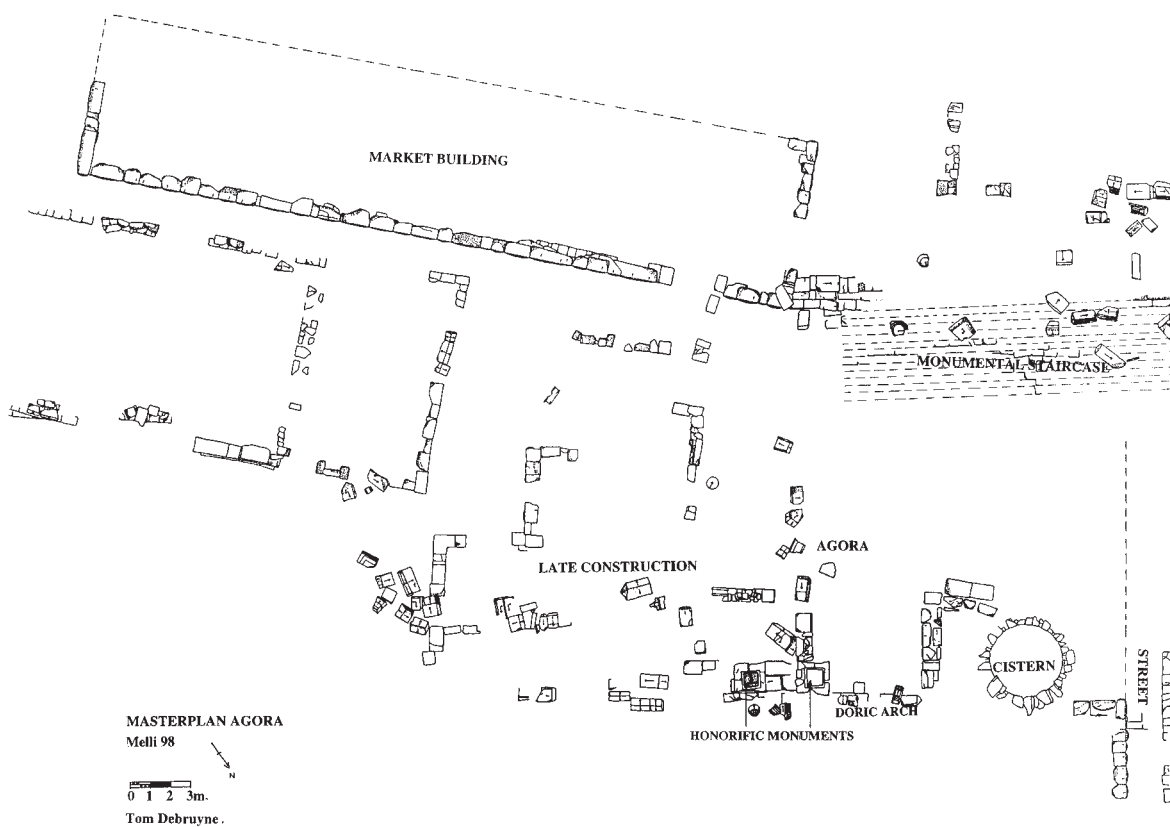 MARKET BUILDING
MONUMENTAL STAIRCASE
LATE CONSTRUCTION
AGORA
CISTERN
STREET
DORIC ARCH
HONORIFIC MONUMENTS
MASTERPLAN AGORA
Melli 98
N
0 1 2 3m.
Tom Debruyne.